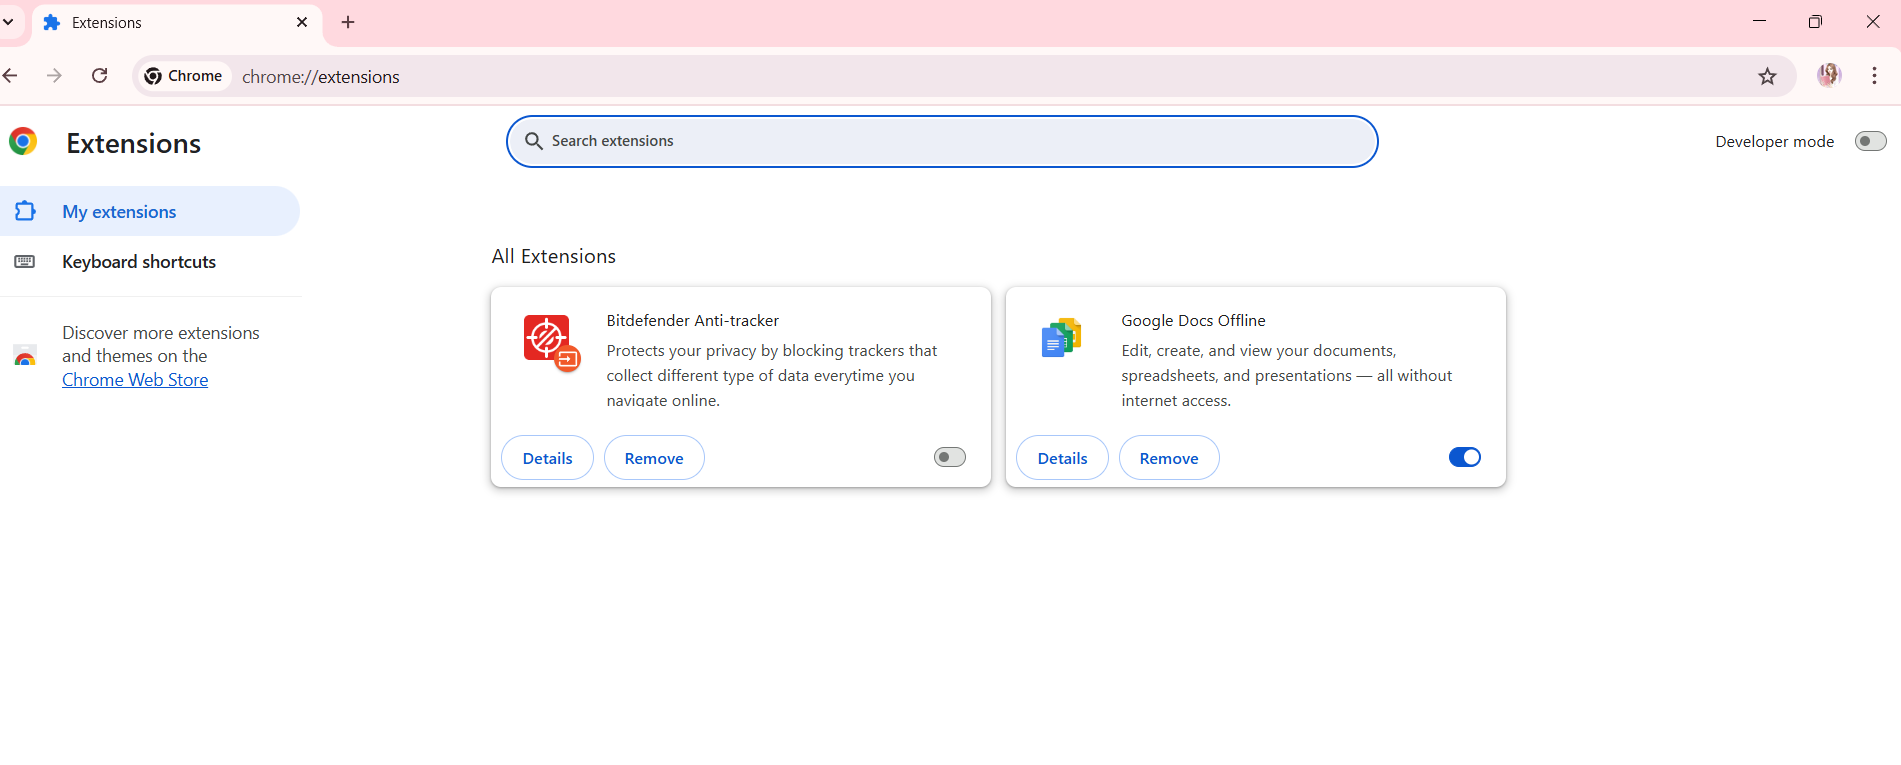 Extensions
Chrome
chrome://extensions
Extensions
Search extensions
Developer mode
My extensions
Keyboard shortcuts
Discover more extensions
and themes on the
Chrome Web Store
All Extensions
Bitdefender Anti-tracker
Protects your privacy by blocking trackers that
collect different type of data everytime you
navigate online.
Details
Remove
Google Docs Offline
Edit, create, and view your documents,
spreadsheets, and presentations — all without
internet access.
Details
Remove